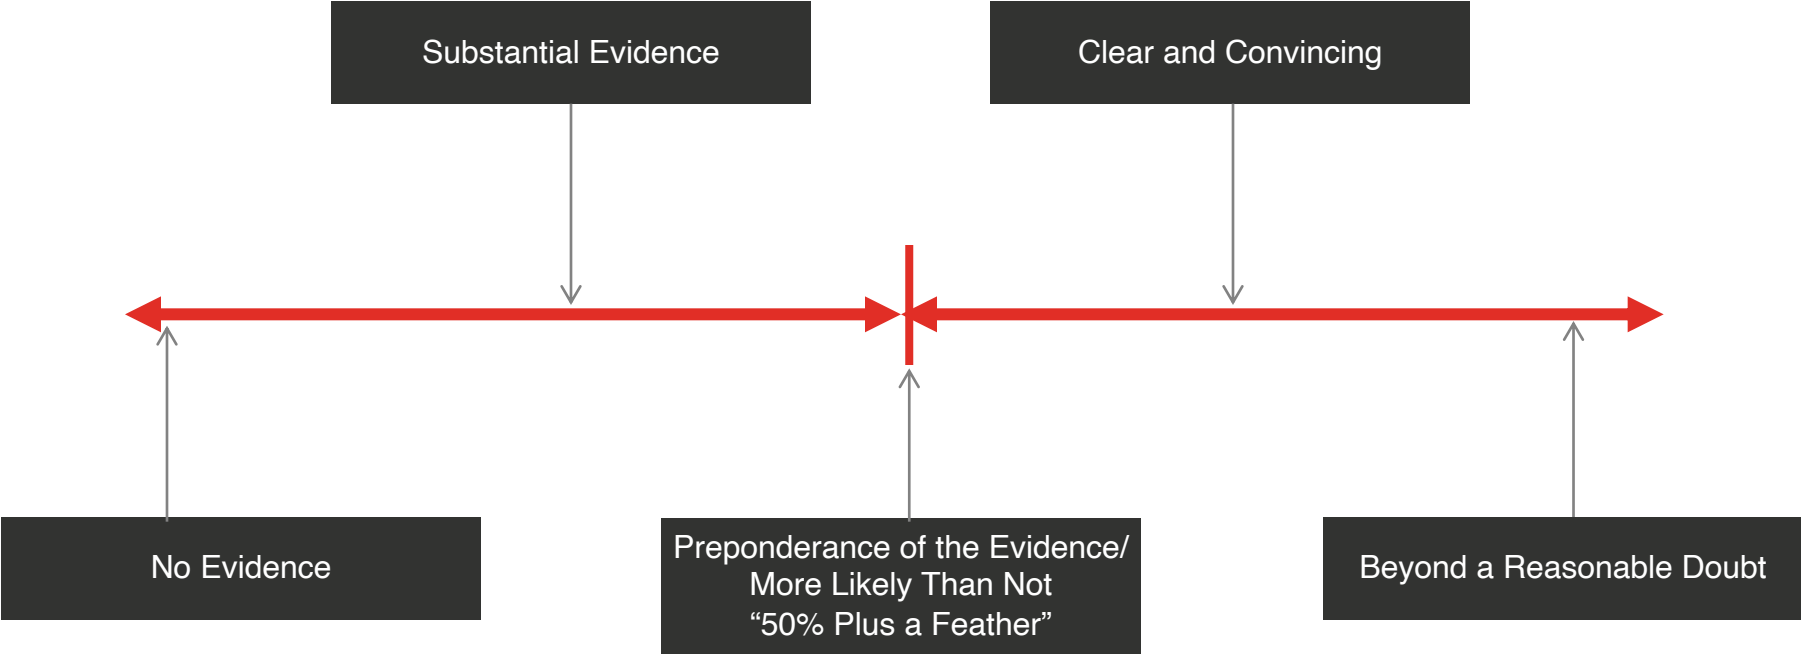 Substantial Evidence
Clear and Convincing
No Evidence
Preponderance of the Evidence/
More Likely Than Not
“50% Plus a Feather”
Beyond a Reasonable Doubt